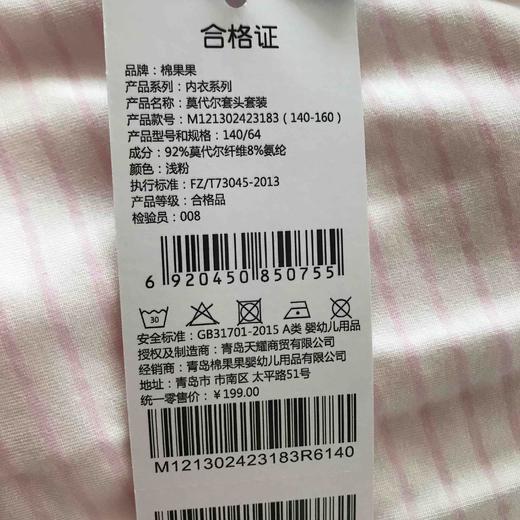 合格证
品牌：棉果果
产品系列：内衣系列
产品名称：莫代尔套头套装
产品款号：M121302423183（140-160）
产品型号和规格：140/64
成分：92%莫代尔纤维8%氨纶
颜色：浅粉
执行标准：FZ/T73045-2013
产品等级：合格品
检验员：008
6 920450 850755
30
安全标准：GB31701-2015 A类 婴幼儿用品
授权及制造商：青岛天耀商贸有限公司
经销商：青岛棉果果婴幼儿用品有限公司
地址：青岛市 市南区 太平路51号
统一零售价：￥199.00
M121302423183R6140